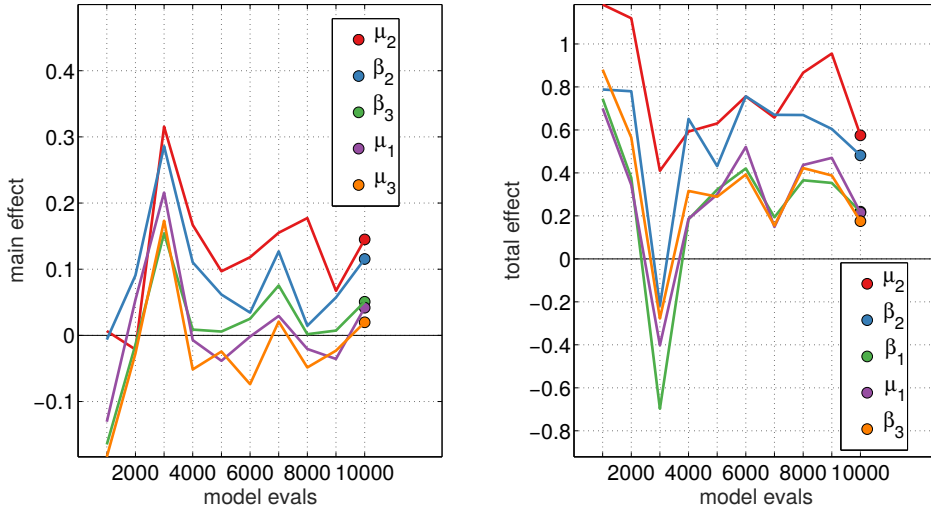 0.4
0.3
0.2
0.1
0
−0.1
main effect
2000 4000 6000 8000 10000
model evals
μ2
β2
β3
μ1
μ3
1
0.8
0.6
0.4
0.2
0
−0.2
−0.4
−0.6
−0.8
total effect
2000 4000 6000 8000 10000
model evals
μ2
β2
β1
μ1
β3